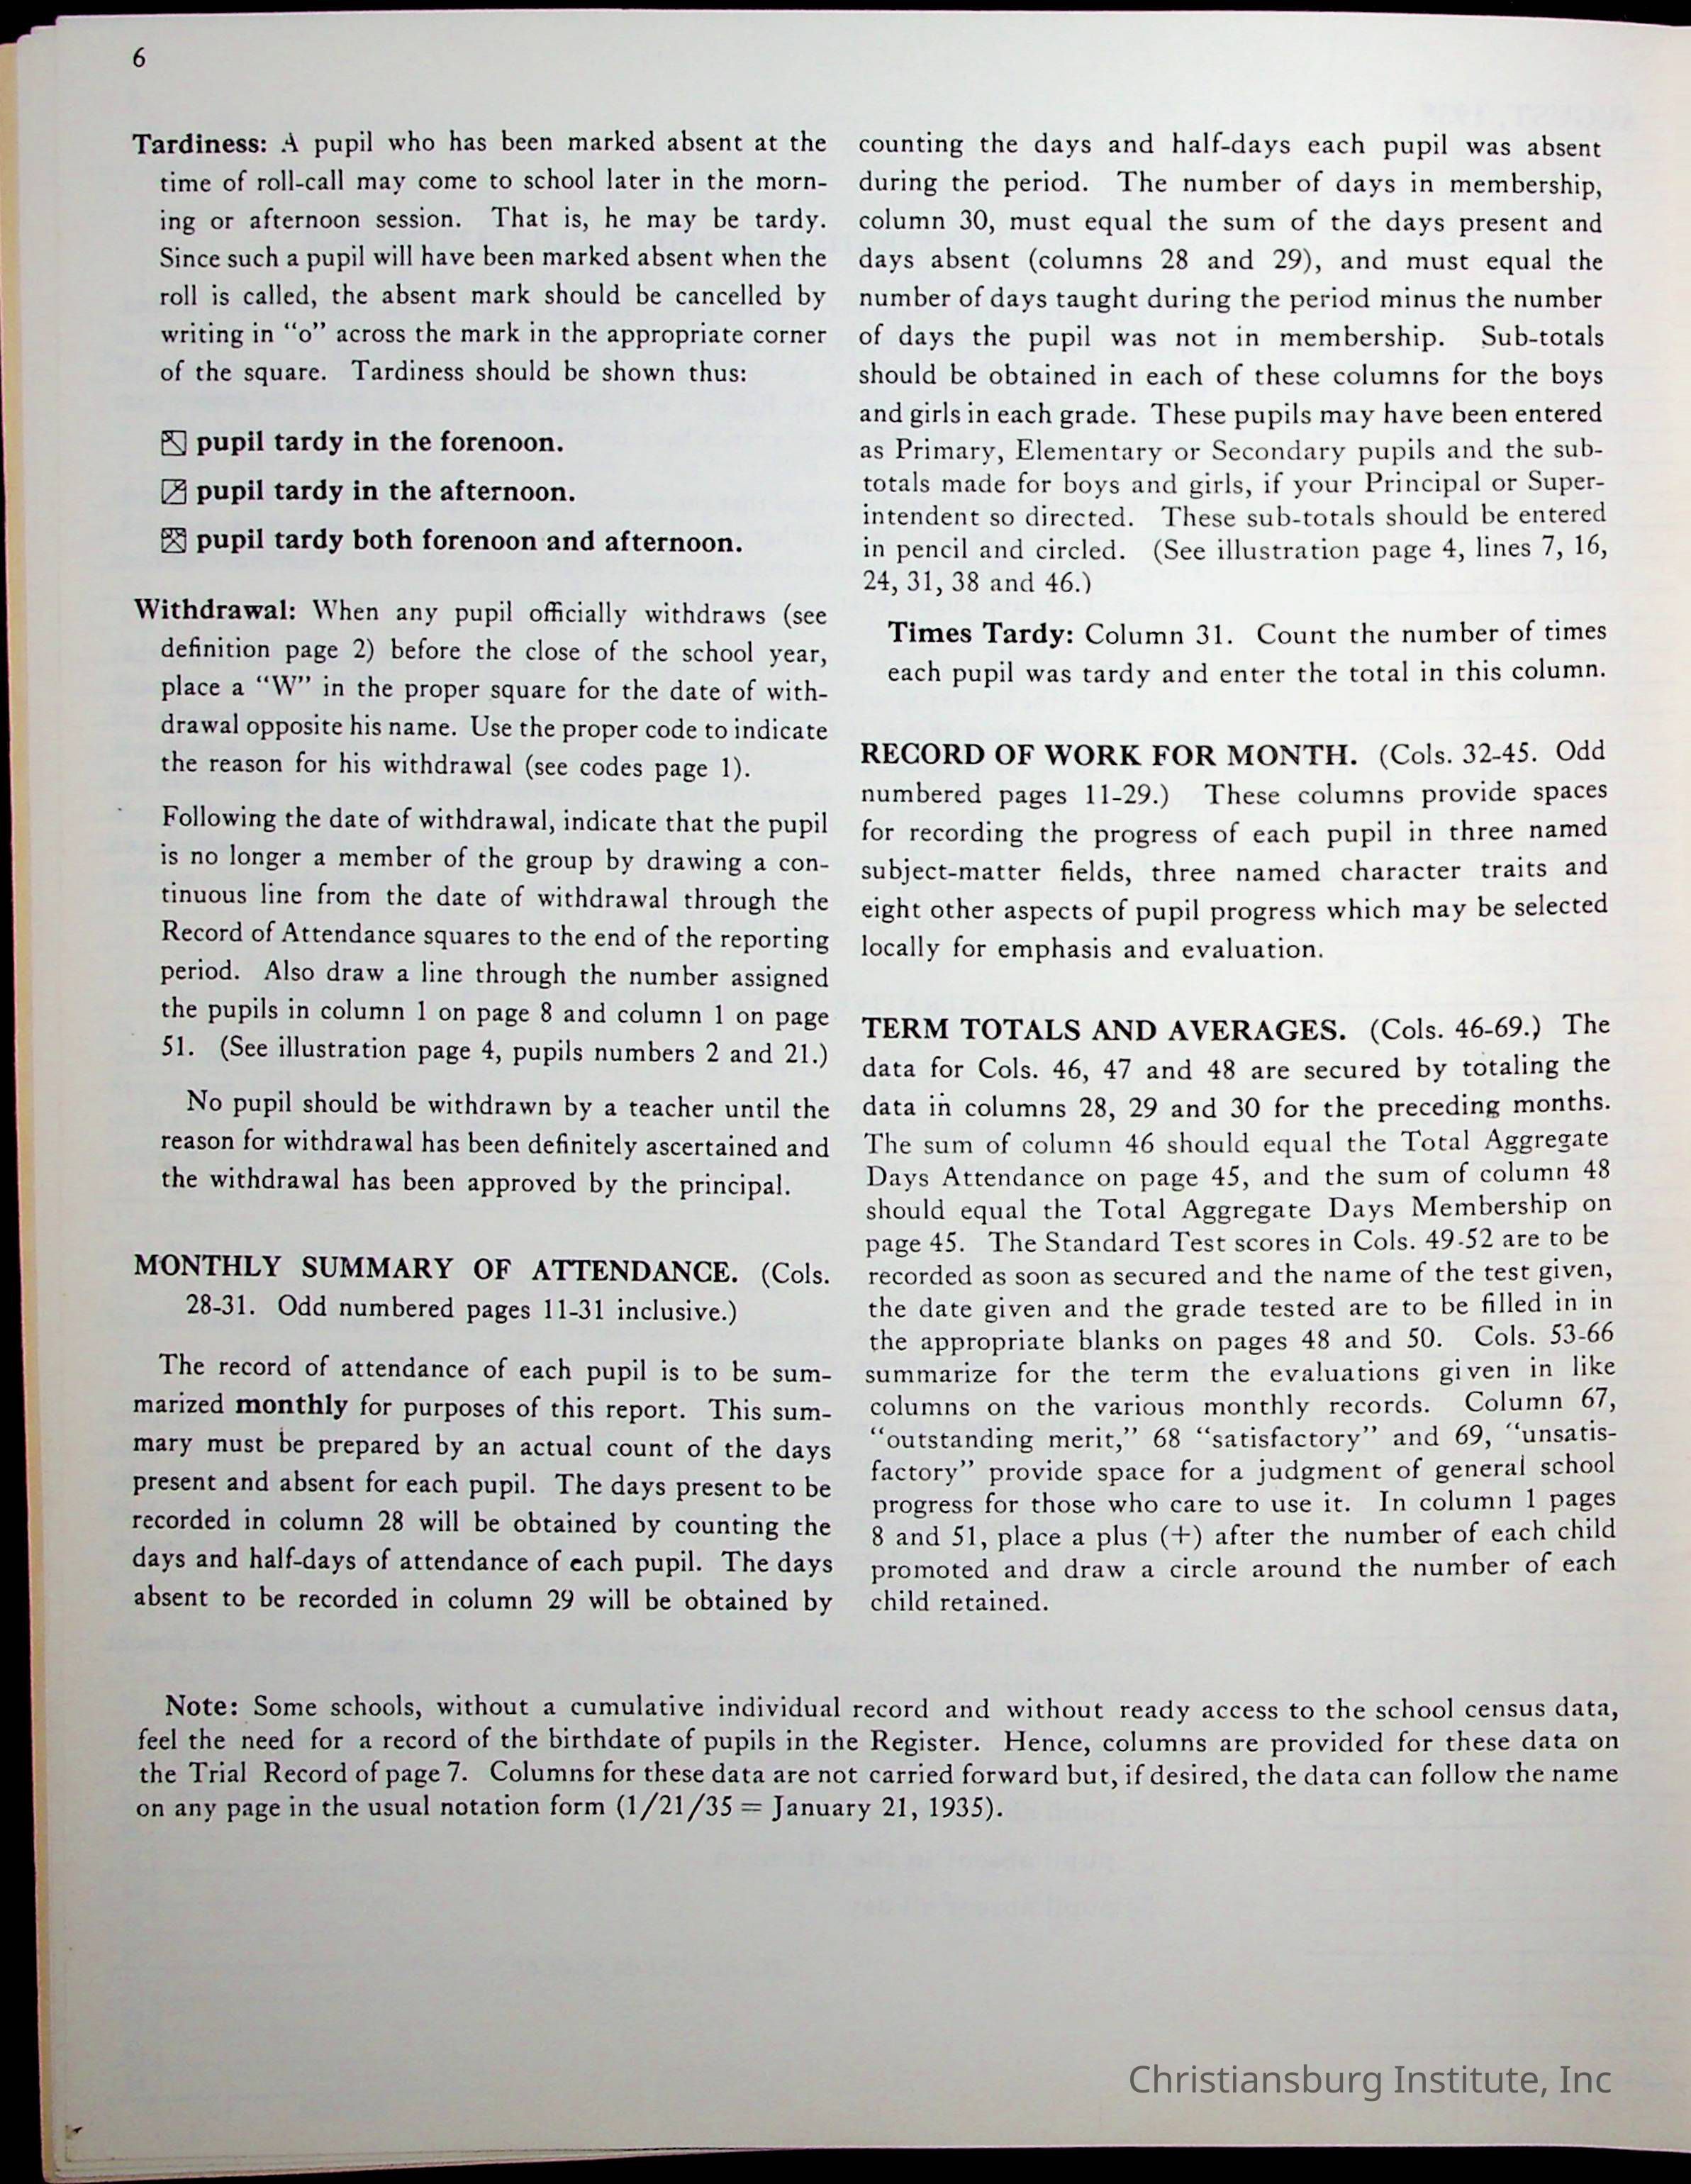 6
Tardiness: A pupil who has been marked absent at the
time of roll-call may come to school later in the morn-
ing or afternoon session. That is, he may be tardy.
Since such a pupil will have been marked absent when the
roll is called, the absent mark should be cancelled by
writing in “o” across the mark in the appropriate corner
of the square. Tardiness should be shown thus:
pupil tardy in the forenoon.
pupil tardy in the afternoon.
pupil tardy both forenoon and afternoon.
Withdrawal: When any pupil officially withdraws (see
definition page 2) before the close of the school year,
place a “W” in the proper square for the date of with-
drawal opposite his name. Use the proper code to indicate
the reason for his withdrawal (see codes page 1).
Following the date of withdrawal, indicate that the pupil
is no longer a member of the group by drawing a con-
tinuous line from the date of withdrawal through the
Record of Attendance squares to the end of the reporting
period. Also draw a line through the number assigned
the pupils in column 1 on page 8 and column 1 on page
51. (See illustration page 4, pupils numbers 2 and 21.)
No pupil should be withdrawn by a teacher until the
reason for withdrawal has been definitely ascertained and
the withdrawal has been approved by the principal.
MONTHLY SUMMARY OF ATTENDANCE. (Cols.
28-31. Odd numbered pages 11-31 inclusive.)
The record of attendance of each pupil is to be sum-
marized monthly for purposes of this report. This sum-
mary must be prepared by an actual count of the days
present and absent for each pupil. The days present to be
recorded in column 28 will be obtained by counting the
days and half-days of attendance of each pupil. The days
absent to be recorded in column 29 will be obtained by
counting the days and half-days each pupil was absent
during the period. The number of days in membership,
column 30, must equal the sum of the days present and
days absent (columns 28 and 29), and must equal the
number of days taught during the period minus the number
of days the pupil was not in membership. Sub-totals
should be obtained in each of these columns for the boys
and girls in each grade. These pupils may have been entered
as Primary, Elementary or Secondary pupils and the sub-
totals made for boys and girls, if your Principal or Super-
intendent so directed. These sub-totals should be entered
in pencil and circled. (See illustration page 4, lines 7, 16,
24, 31, 38 and 46.)
Times Tardy: Column 31. Count the number of times
each pupil was tardy and enter the total in this column.
RECORD OF WORK FOR MONTH. (Cols. 32-45. Odd
numbered pages 11-29.) These columns provide spaces
for recording the progress of each pupil in three named
subject-matter fields, three named character traits and
eight other aspects of pupil progress which may be selected
locally for emphasis and evaluation.
TERM TOTALS AND AVERAGES. (Cols. 46-69.) The
data for Cols. 46, 47 and 48 are secured by totaling the
data in columns 28, 29 and 30 for the preceding months.
The sum of column 46 should equal the Total Aggregate
Days Attendance on page 45, and the sum of column 48
should equal the Total Aggregate Days Membership on
page 45. The Standard Test scores in Cols. 49-52 are to be
recorded as soon as secured and the name of the test given,
the date given and the grade tested are to be filled in in
the appropriate blanks on pages 48 and 50. Cols. 53-66
summarize for the term the evaluations given in like
columns on the various monthly records. Column 67,
“outstanding merit,” 68 “satisfactory” and 69, “unsatis-
factory” provide space for a judgment of general school
progress for those who care to use it. In column 1 pages
8 and 51, place a plus (+) after the number of each child
promoted and draw a circle around the number of each
child retained.
Note: Some schools, without a cumulative individual record and without ready access to the school census data,
feel the need for a record of the birthdate of pupils in the Register. Hence, columns are provided for these data on
the Trial Record of page 7. Columns for these data are not carried forward but, if desired, the data can follow the name
on any page in the usual notation form (1/21/35 = January 21, 1935).
Christiansburg Institute, Inc